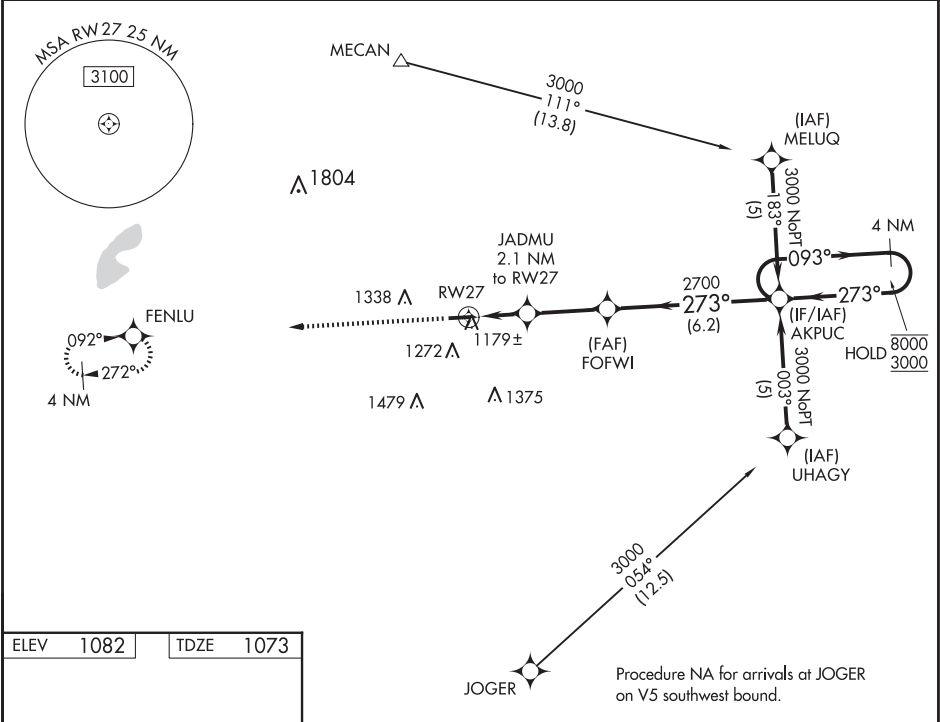 MSA RW27 25 NM
3100
MECAN
3000
111°
(13.8)
(IAF)
MELUQ
3000 NoPT
183°
(5)
1804
4 NM
093°
JADMU
2.1 NM
to RW27
1338
RW27
2700
273°
(6.2)
273°
(IF/IAF)
AKPUC
HOLD
8000
3000
FENLU
092°
272°
4 NM
1272
1179±
(FAF)
FOFWI
1479
1375
3000 NoPT
003°
(5)
(IAF)
UHAGY
3000
054°
(12.5)
ELEV 1082
TDZE 1073
JOGER
Procedure NA for arrivals at JOGER
on V5 southwest bound.